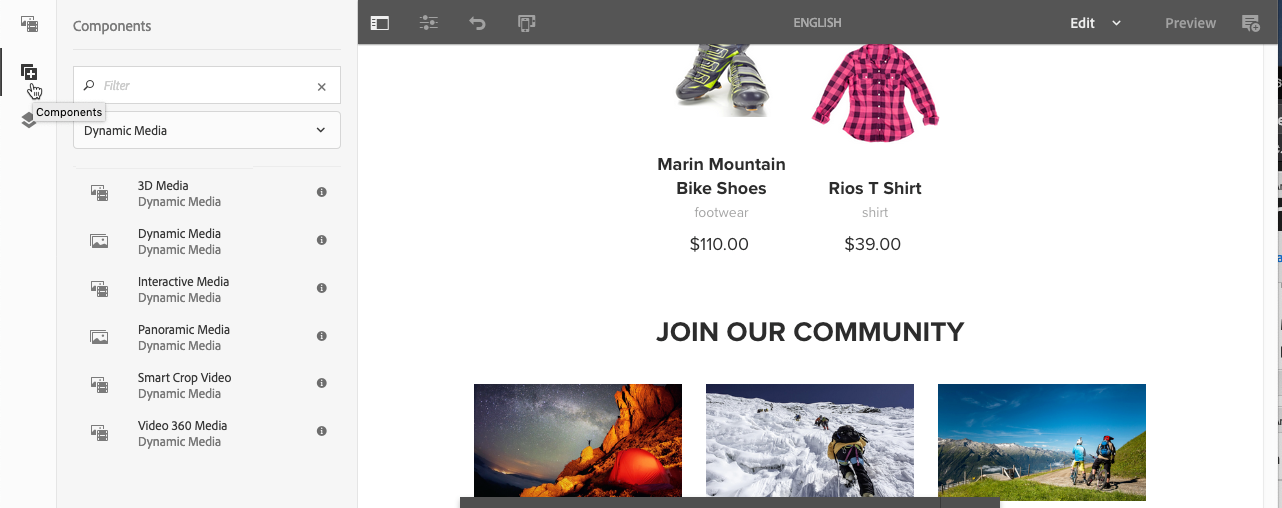 Components
ENGLISH
Edit
Preview
Filter
Components
Dynamic Media
3D Media
Dynamic Media
Dynamic Media
Dynamic Media
Interactive Media
Dynamic Media
Panoramic Media
Dynamic Media
Smart Crop Video
Dynamic Media
Video 360 Media
Dynamic Media
Marin Mountain
Bike Shoes
footwear
$110.00
Rios T Shirt
shirt
$39.00
JOIN OUR COMMUNITY